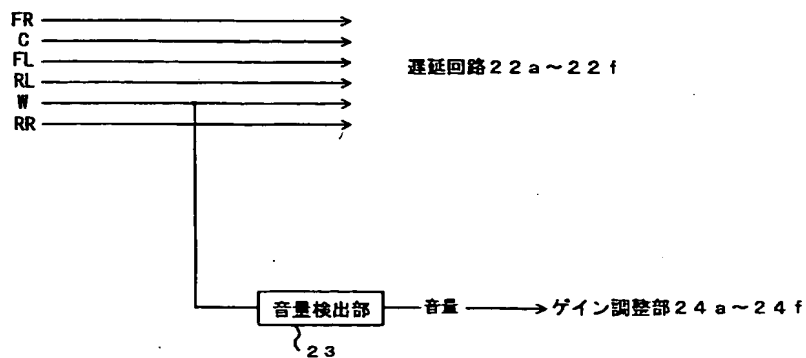 FR
C
FL
RL
W
RR
遅延回路22a~22f
音量検出部
音量
ゲイン調整部24a~24f
23